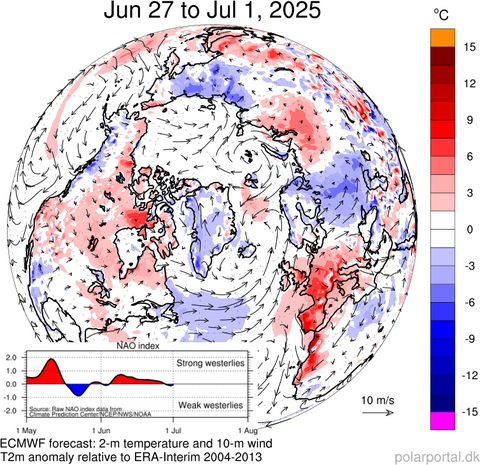 Jun 27 to Jul 1, 2025
°C
15
12
9
6
3
0
-3
-6
-9
-12
-15
10 m/s
NAO index
2.0
1.0
0.0
-1.0
-2.0
Strong westerlies
Weak westerlies
Source: Raw NAO index data from
Climate Prediction Center/NCEP/NWS/NOAA
1 May
1 Jun
1 Jul
1 Aug
ECMWF forecast: 2-m temperature and 10-m wind
T2m anomaly relative to ERA-Interim 2004-2013
polarportal.dk